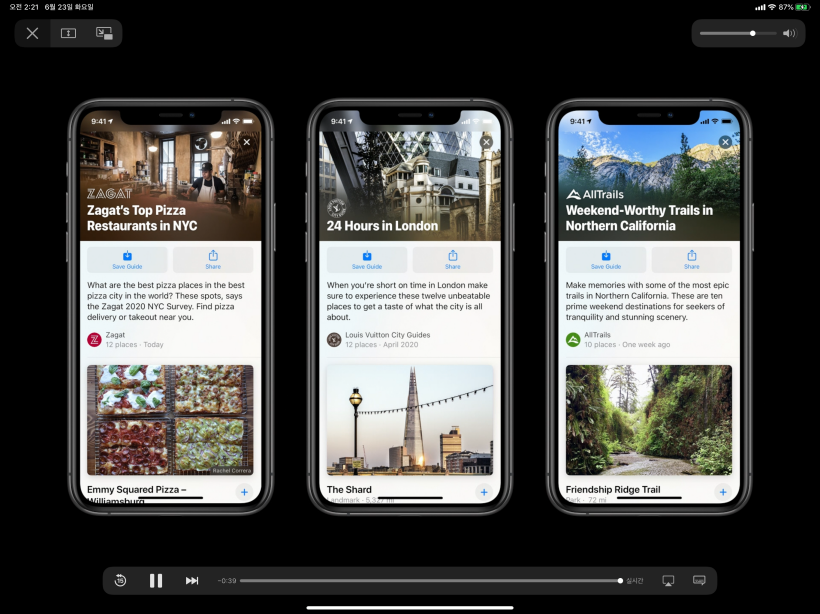 오전 2:21 6월 23일 화요일
87%
9:41
ZAGAT
Zagat's Top Pizza
Restaurants in NYC
Save Guide
Share
What are the best pizza places in the best
pizza city in the world? These spots, says
the Zagat 2020 NYC Survey. Find pizza
delivery or takeout near you.
Zagat
12 places · Today
Rachel Correra
Emmy Squared Pizza –
Williamsburg
9:41
24 Hours in London
Save Guide
Share
When you're short on time in London make
sure to experience these twelve unbeatable
places to get a taste of what the city is all
about.
Louis Vuitton City Guides
12 places · April 2020
The Shard
Landmark · 5,327 mi
9:41
AllTrails
Weekend-Worthy Trails in
Northern California
Save Guide
Share
Make memories with some of the most epic
trails in Northern California. These are ten
prime weekend destinations for seekers of
tranquility and stunning scenery.
AllTrails
10 places · One week ago
Friendship Ridge Trail
Park · 72 mi
15
-0:39
실시간